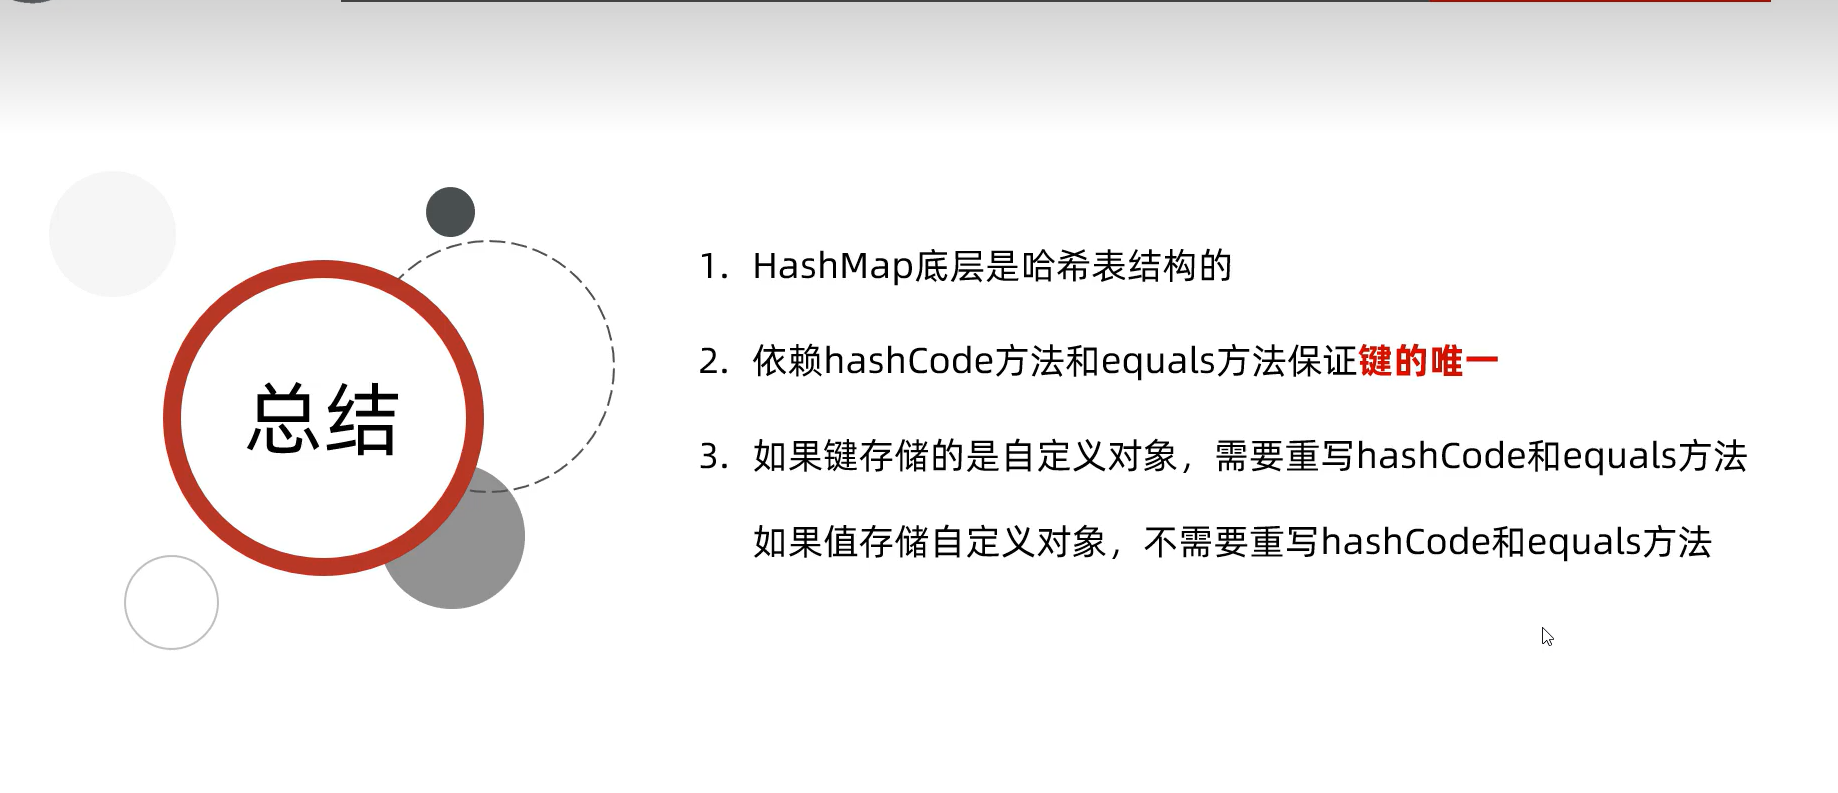 总结
1. HashMap底层是哈希表结构的
2. 依赖hashCode方法和equals方法保证键的唯一
3. 如果键存储的是自定义对象，需要重写hashCode和equals方法
如果值存储自定义对象，不需要重写hashCode和equals方法